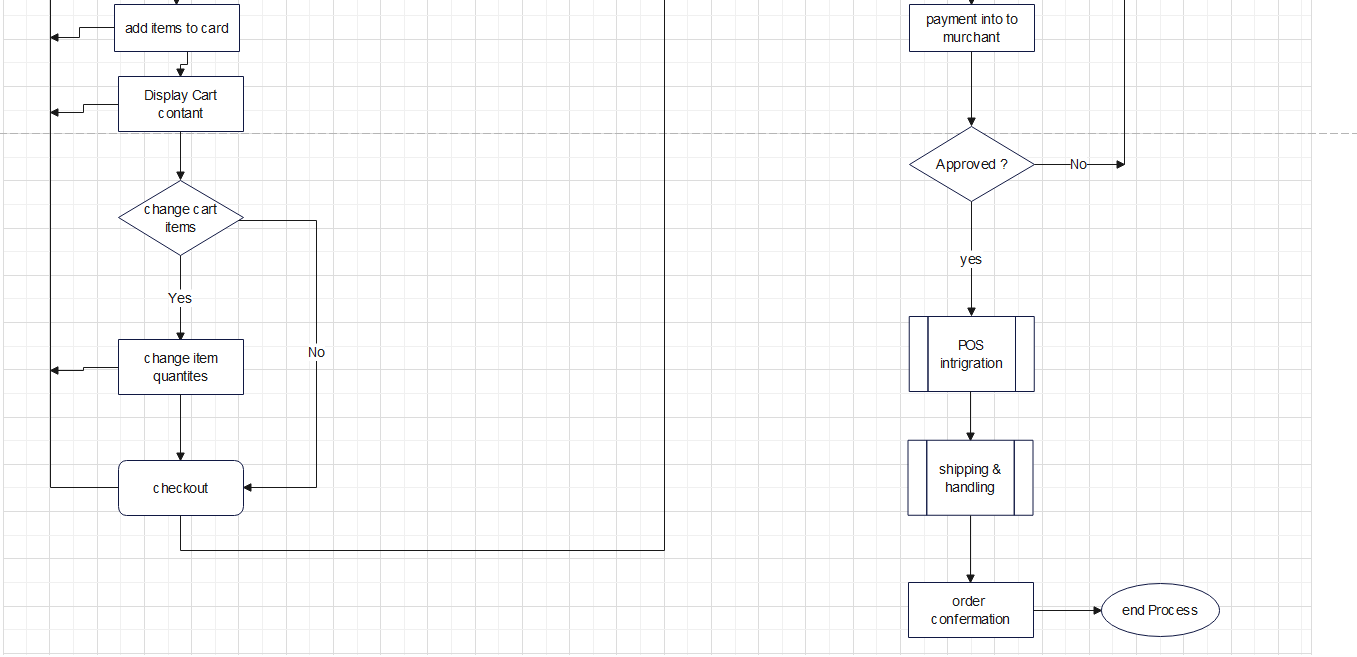 add items to card
Display Cart
contant
change cart
items
Yes
No
change item
quantites
checkout
payment into to
murchant
Approved ?
No
yes
POS
intrigration
shipping &
handling
order
confermation
end Process